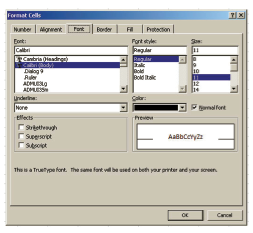 Format Cells
Number Alignment Font Border Fill Protection
Font: Font style: Size:
Calibri Regular 11
Cambria (Headings) Regular 8
Calibri (Body) Italic 9
.Dialog 9 Bold 10
.Ruler Bold Italic 11
ADMUI3Lg 12
ADMUI3Sm 14
Underline: Color:
None Normal font
Effects Preview
Strikethrough
Superscript AaBbCcYyZz
Subscript
This is a TrueType font. The same font will be used on both your printer and your screen.
OK Cancel